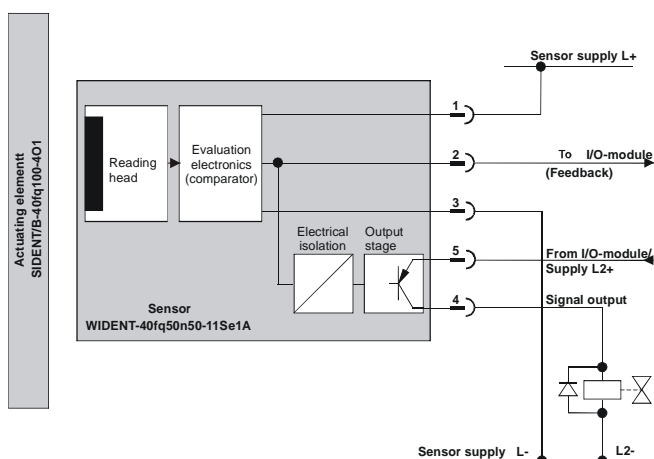 Actuating elementt
SIDENT/B-40fq100-4O1
Reading
head
Evaluation
electronics
(comparator)
Electrical
isolation
Output
stage
Sensor
WIDENT-40fq50n50-11Se1A
Sensor supply L+
1
2
To I/O-module
(Feedback)
3
5
From I/O-module/
Supply L2+
4
Signal output
Sensor supply L-
L2-